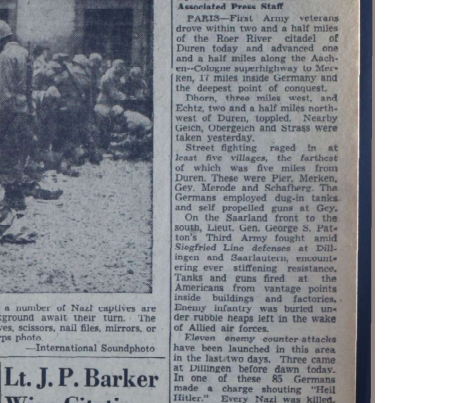 a number of Nazi captives are
ground await their turn. The
ves, scissors, nail files, mirrors, or
rps photo.
—International Soundphoto
Lt. J. P. Barker
Associated Press Staff
PARIS—First Army veterans
drove within two and a half miles
of the Roer River citadel of
Duren today and advanced one
and a half miles along the Aach-
en-Cologne superhighway to Mer-
ken, 17 miles inside Germany and
the deepest point of conquest.
Dhorn, three miles west, and
Echtz, two and a half miles north-
west of Duren, toppled. Nearby
Geich, Obergeich and Strass were
taken yesterday.
Street fighting raged in at
least five villages, the farthest
of which was five miles from
Duren. These were Pier, Merken,
Gey, Merode and Schafberg. The
Germans employed dug-in tanks
and self propelled guns at Gey.
On the Saarland front to the
south, Lieut. Gen. George S. Pat-
ton's Third Army fought amid
Siegfried Line defenses at Dill-
ingen and Saarlautern, encount-
ering ever stiffening resistance.
Tanks and guns fired at the
Americans from vantage points
inside buildings and factories.
Enemy infantry was buried un-
der rubble heaps left in the wake
of Allied air forces.
Eleven enemy counter-attacks
have been launched in this area
in the last two days. Three came
at Dillingen before dawn today.
In one of these 85 Germans
made a charge shouting "Heil
Hitler." Every Nazi was killed.